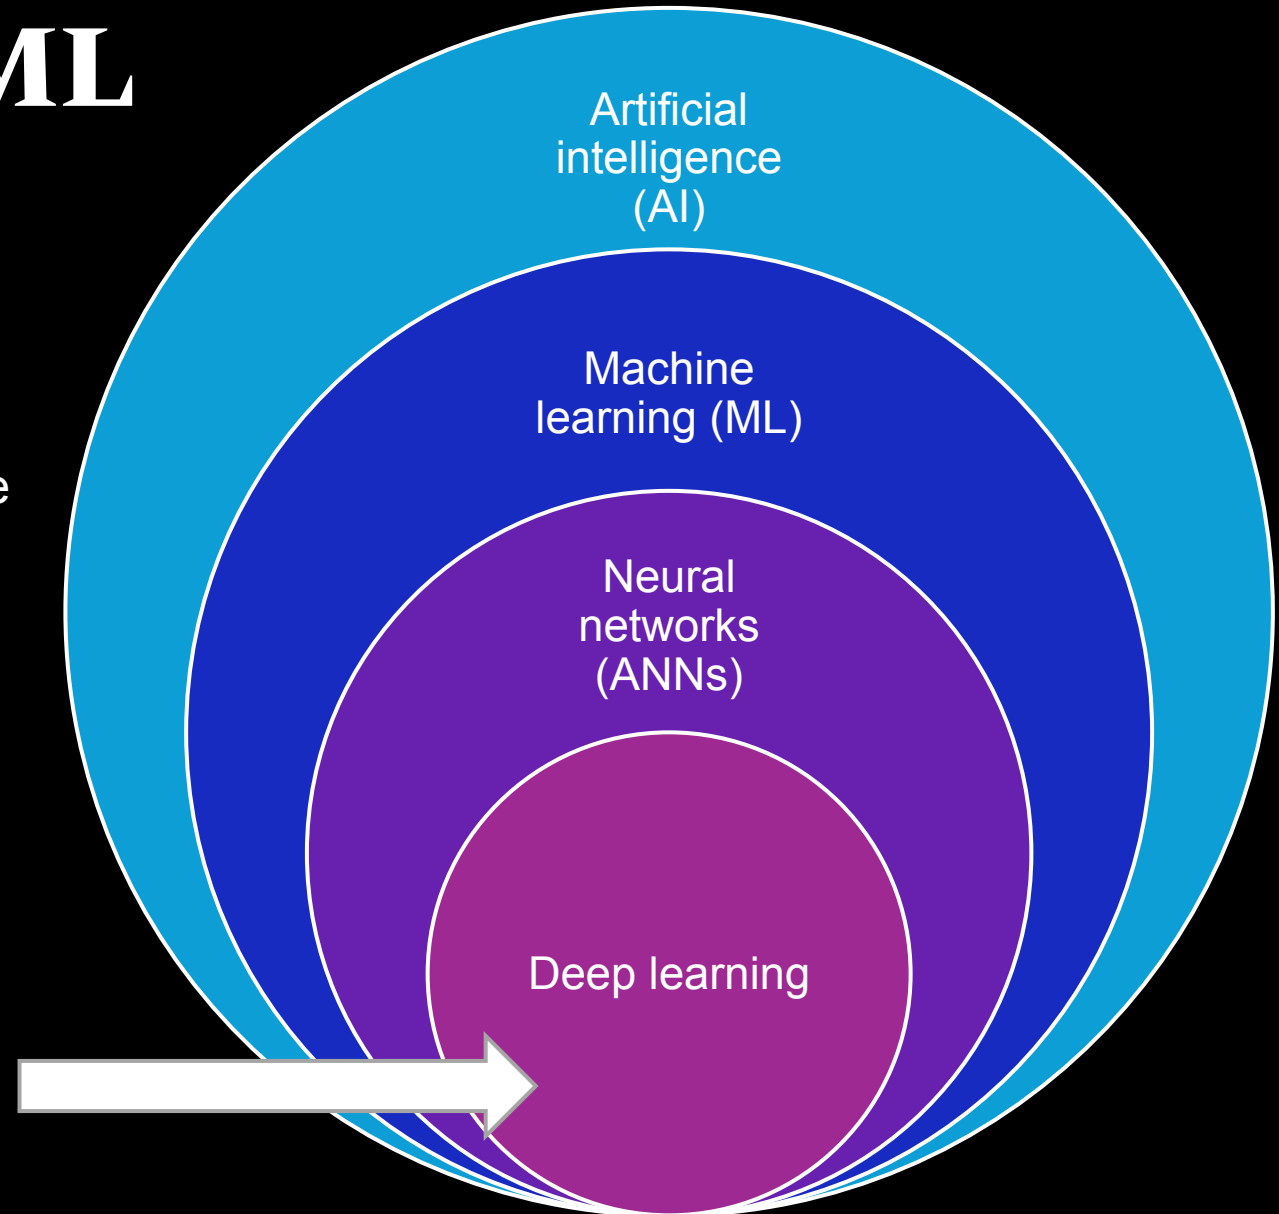 ML
Artificial
intelligence
(AI)
Machine
learning (ML)
e
Neural
networks
(ANNs)
Deep learning